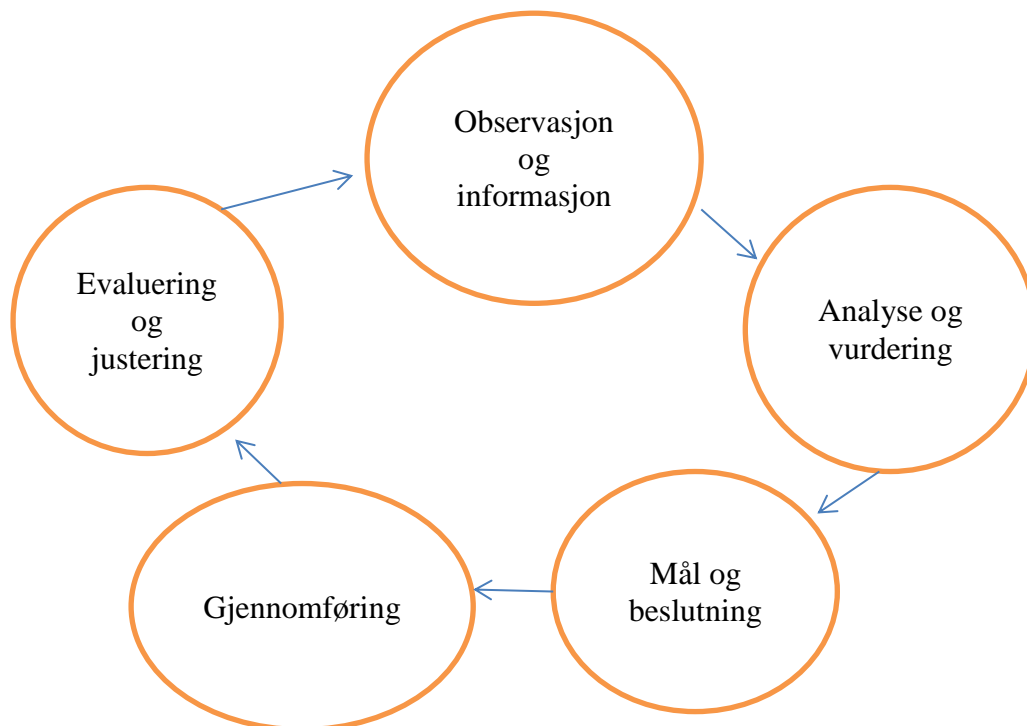 Observasjon
og
informasjon
Analyse og
vurdering
Mål og
beslutning
Gjennomføring
Evaluering
og
justering